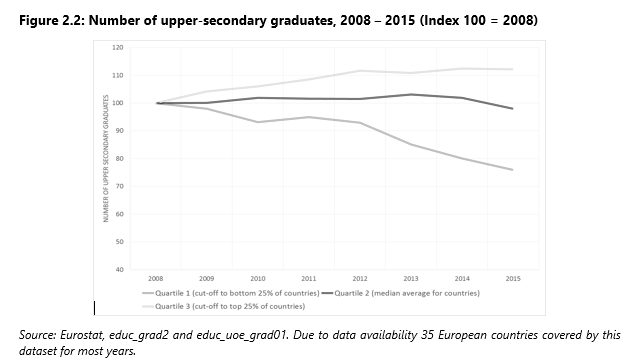 Figure 2.2: Number of upper-secondary graduates, 2008 – 2015 (Index 100 = 2008)
120
110
100
90
80
70
60
50
40
NUMBER OF UPPER SECONDARY GRADUATES
2008 2009 2010 2011 2012 2013 2014 2015
Quartile 1 (cut-off to bottom 25% of countries) Quartile 2 (median average for countries)
Quartile 3 (cut-off to top 25% of countries)
Source: Eurostat, educ_grad2 and educ_uoe_grad01. Due to data availability 35 European countries covered by this
dataset for most years.